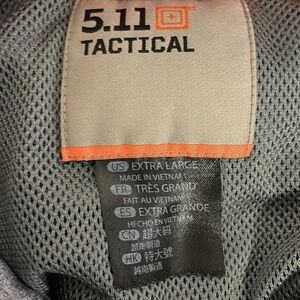 5.11
TACTICAL
US EXTRA LARGE
MADE IN VIETNAM
FR TRÈS GRAND
FAIT AU VIETNAM
ES EXTRA GRANDE
HECHO EN VIETNAM
CN 超大码
越南制造
HK 特大號
越南製造